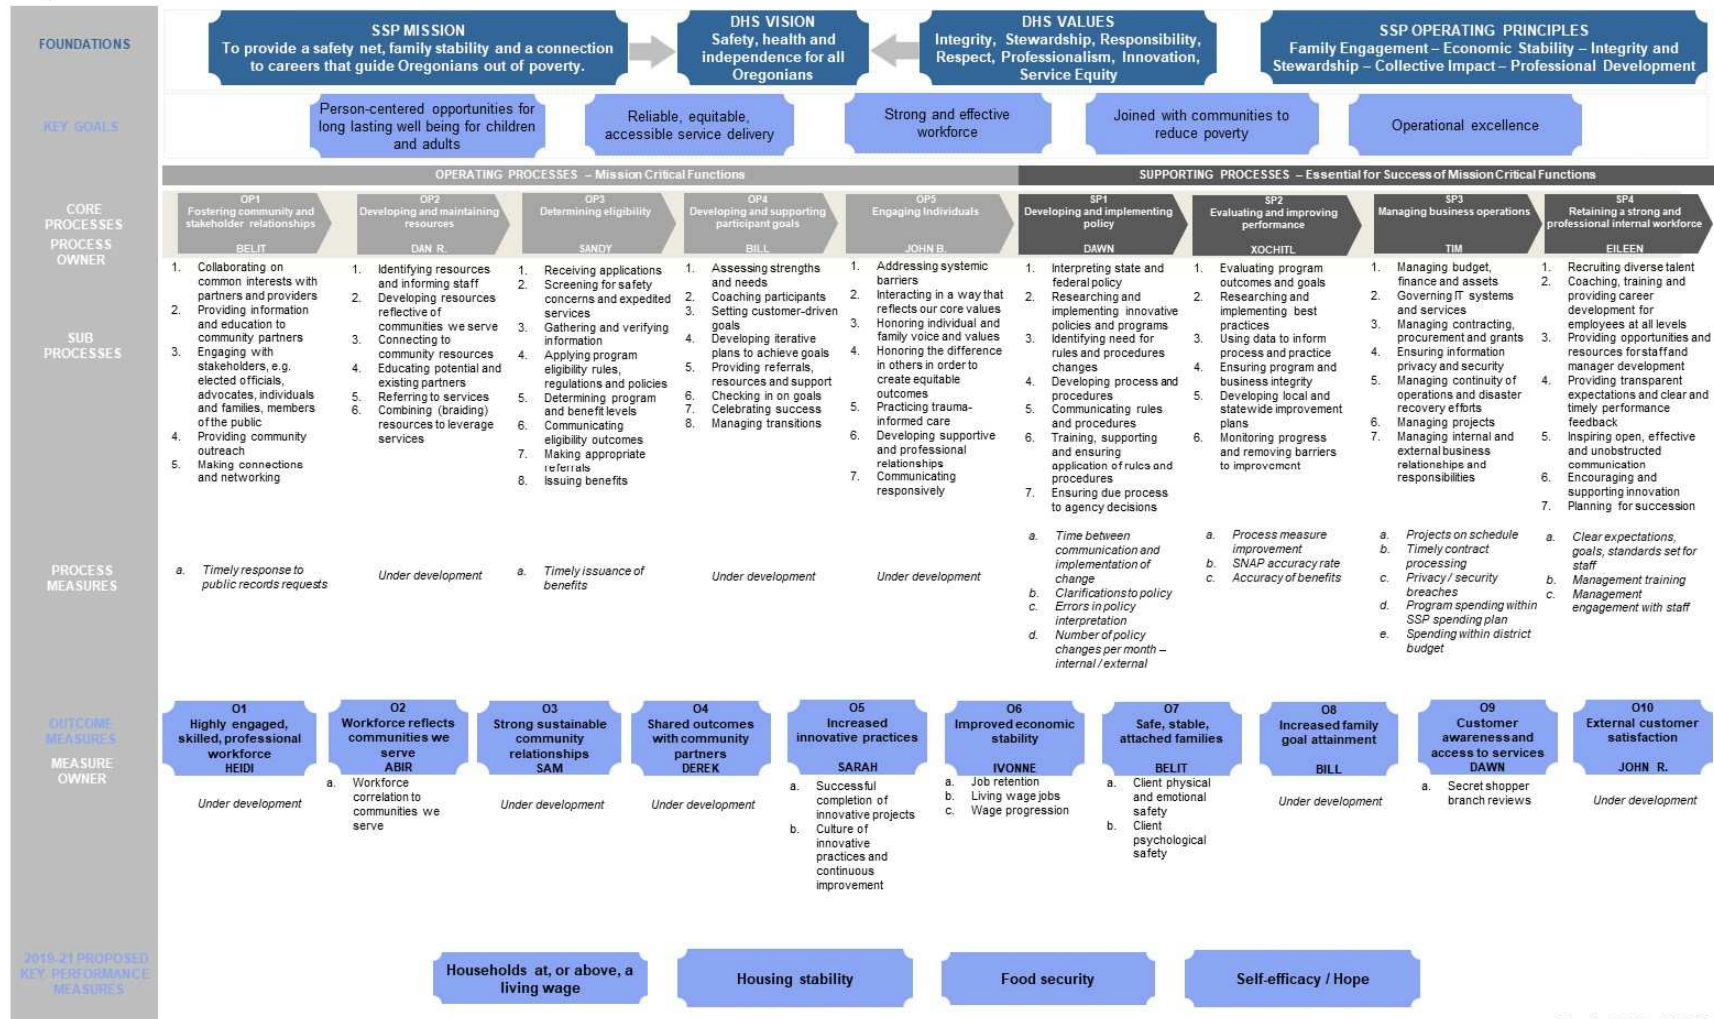 FOUNDATIONS
SSP MISSION
To provide a safety net, family stability and a connection
to careers that guide Oregonians out of poverty.
DHS VISION
Safety, health and
independence for all
Oregonians
DHS VALUES
Integrity, Stewardship, Responsibility,
Respect, Professionalism, Innovation,
Service Equity
SSP OPERATING PRINCIPLES
Family Engagement – Economic Stability – Integrity and
Stewardship – Collective Impact – Professional Development
KEY GOALS
Person-centered opportunities for
long lasting well being for children
and adults
Reliable, equitable,
accessible service delivery
Strong and effective
workforce
Joined with communities to
reduce poverty
Operational excellence
OPERATING PROCESSES – Mission Critical Functions
SUPPORTING PROCESSES – Essential for Success of Mission Critical Functions
CORE
PROCESSES
PROCESS
OWNER
OP1
Fostering community and
stakeholder relationships
BELIT
OP2
Developing and maintaining
resources
DAN R.
OP3
Determining eligibility
SANDY
OP4
Developing and supporting
participant goals
BILL
OP5
Engaging Individuals
JOHN B.
SP1
Developing and implementing
policy
DAWN
SP2
Evaluating and improving
performance
XOCHITL
SP3
Managing business operations
TIM
SP4
Retaining a strong and
professional internal workforce
EILEEN
SUB
PROCESSES
1. Collaborating on
common interests with
partners and providers
2. Providing information
and education to
community partners
3. Engaging with
stakeholders, e.g.
elected officials,
advocates, individuals
and families, members
of the public
4. Providing community
outreach
5. Making connections
and networking
1. Identifying resources
and informing staff
2. Developing resources
reflective of
communities we serve
3. Connecting to
community resources
4. Educating potential and
existing partners
5. Referring to services
6. Combining (braiding)
resources to leverage
services
1. Receiving applications
2. Screening for safety
concerns and expedited
services
3. Gathering and verifying
information
4. Applying program
eligibility rules,
regulations and policies
5. Determining program
and benefit levels
6. Communicating
eligibility outcomes
7. Making appropriate
referrals
8. Issuing benefits
1. Assessing strengths
and needs
2. Coaching participants
3. Setting customer-driven
goals
4. Developing iterative
plans to achieve goals
5. Providing referrals,
resources and support
6. Checking in on goals
7. Celebrating success
8. Managing transitions
1. Addressing systemic
barriers
2. Interacting in a way that
reflects our core values
3. Honoring individual and
family voice and values
4. Honoring the difference
in others in order to
create equitable
outcomes
5. Practicing trauma-
informed care
6. Developing supportive
and professional
relationships
7. Communicating
responsively
1. Interpreting state and
federal policy
2. Researching and
implementing innovative
policies and programs
3. Identifying need for
rules and procedures
changes
4. Developing process and
procedures
5. Communicating rules
and procedures
6. Training, supporting
and ensuring
application of rules and
procedures
7. Ensuring due process
to agency decisions
1. Evaluating program
outcomes and goals
2. Researching and
implementing best
practices
3. Using data to inform
process and practice
4. Ensuring program and
business integrity
5. Developing local and
statewide improvement
plans
6. Monitoring progress
and removing barriers
to improvement
1. Managing budget,
finance and assets
2. Governing IT systems
and services
3. Managing contracting,
procurement and grants
4. Ensuring information
privacy and security
5. Managing continuity of
operations and disaster
recovery efforts
6. Managing projects
7. Managing internal and
external business
relationships and
responsibilities
1. Recruiting diverse talent
2. Coaching, training and
providing career
development for
employees at all levels
3. Providing opportunities and
resources for staff and
manager development
4. Providing transparent
expectations and clear and
timely performance
feedback
5. Inspiring open, effective
and unobstructed
communication
6. Encouraging and
supporting innovation
7. Planning for succession
PROCESS
MEASURES
a. Timely response to
public records requests
Under development
a. Timely issuance of
benefits
Under development
Under development
a. Time between
communication and
implementation of
change
b. Clarifications to policy
c. Errors in policy
interpretation
d. Number of policy
changes per month –
internal / external
a. Process measure
improvement
b. SNAP accuracy rate
c. Accuracy of benefits
a. Projects on schedule
b. Timely contract
processing
c. Privacy / security
breaches
d. Program spending within
SSP spending plan
e. Spending within district
budget
a. Clear expectations,
goals, standards set for
staff
b. Management training
c. Management
engagement with staff
OUTCOME
MEASURES
MEASURE
OWNER
O1
Highly engaged,
skilled, professional
workforce
HEIDI
Under development
O2
Workforce reflects
communities we
serve
ABIR
a. Workforce
correlation to
communities we
serve
O3
Strong sustainable
community
relationships
SAM
Under development
O4
Shared outcomes
with community
partners
DEREK
Under development
O5
Increased
innovative practices
SARAH
a. Successful
completion of
innovative projects
b. Culture of
innovative
practices and
continuous
improvement
O6
Improved economic
stability
IVONNE
a. Job retention
b. Living wage jobs
c. Wage progression
O7
Safe, stable,
attached families
BELIT
a. Client physical
and emotional
safety
b. Client
psychological
safety
O8
Increased family
goal attainment
BILL
Under development
O9
Customer
awareness and
access to services
DAWN
a. Secret shopper
branch reviews
O10
External customer
satisfaction
JOHN R.
Under development
2019-21 PROPOSED
KEY PERFORMANCE
MEASURES
Households at, or above, a
living wage
Housing stability
Food security
Self-efficacy / Hope